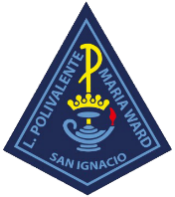 L. POLIVALENTE
MARIA WARD
SAN IGNACIO